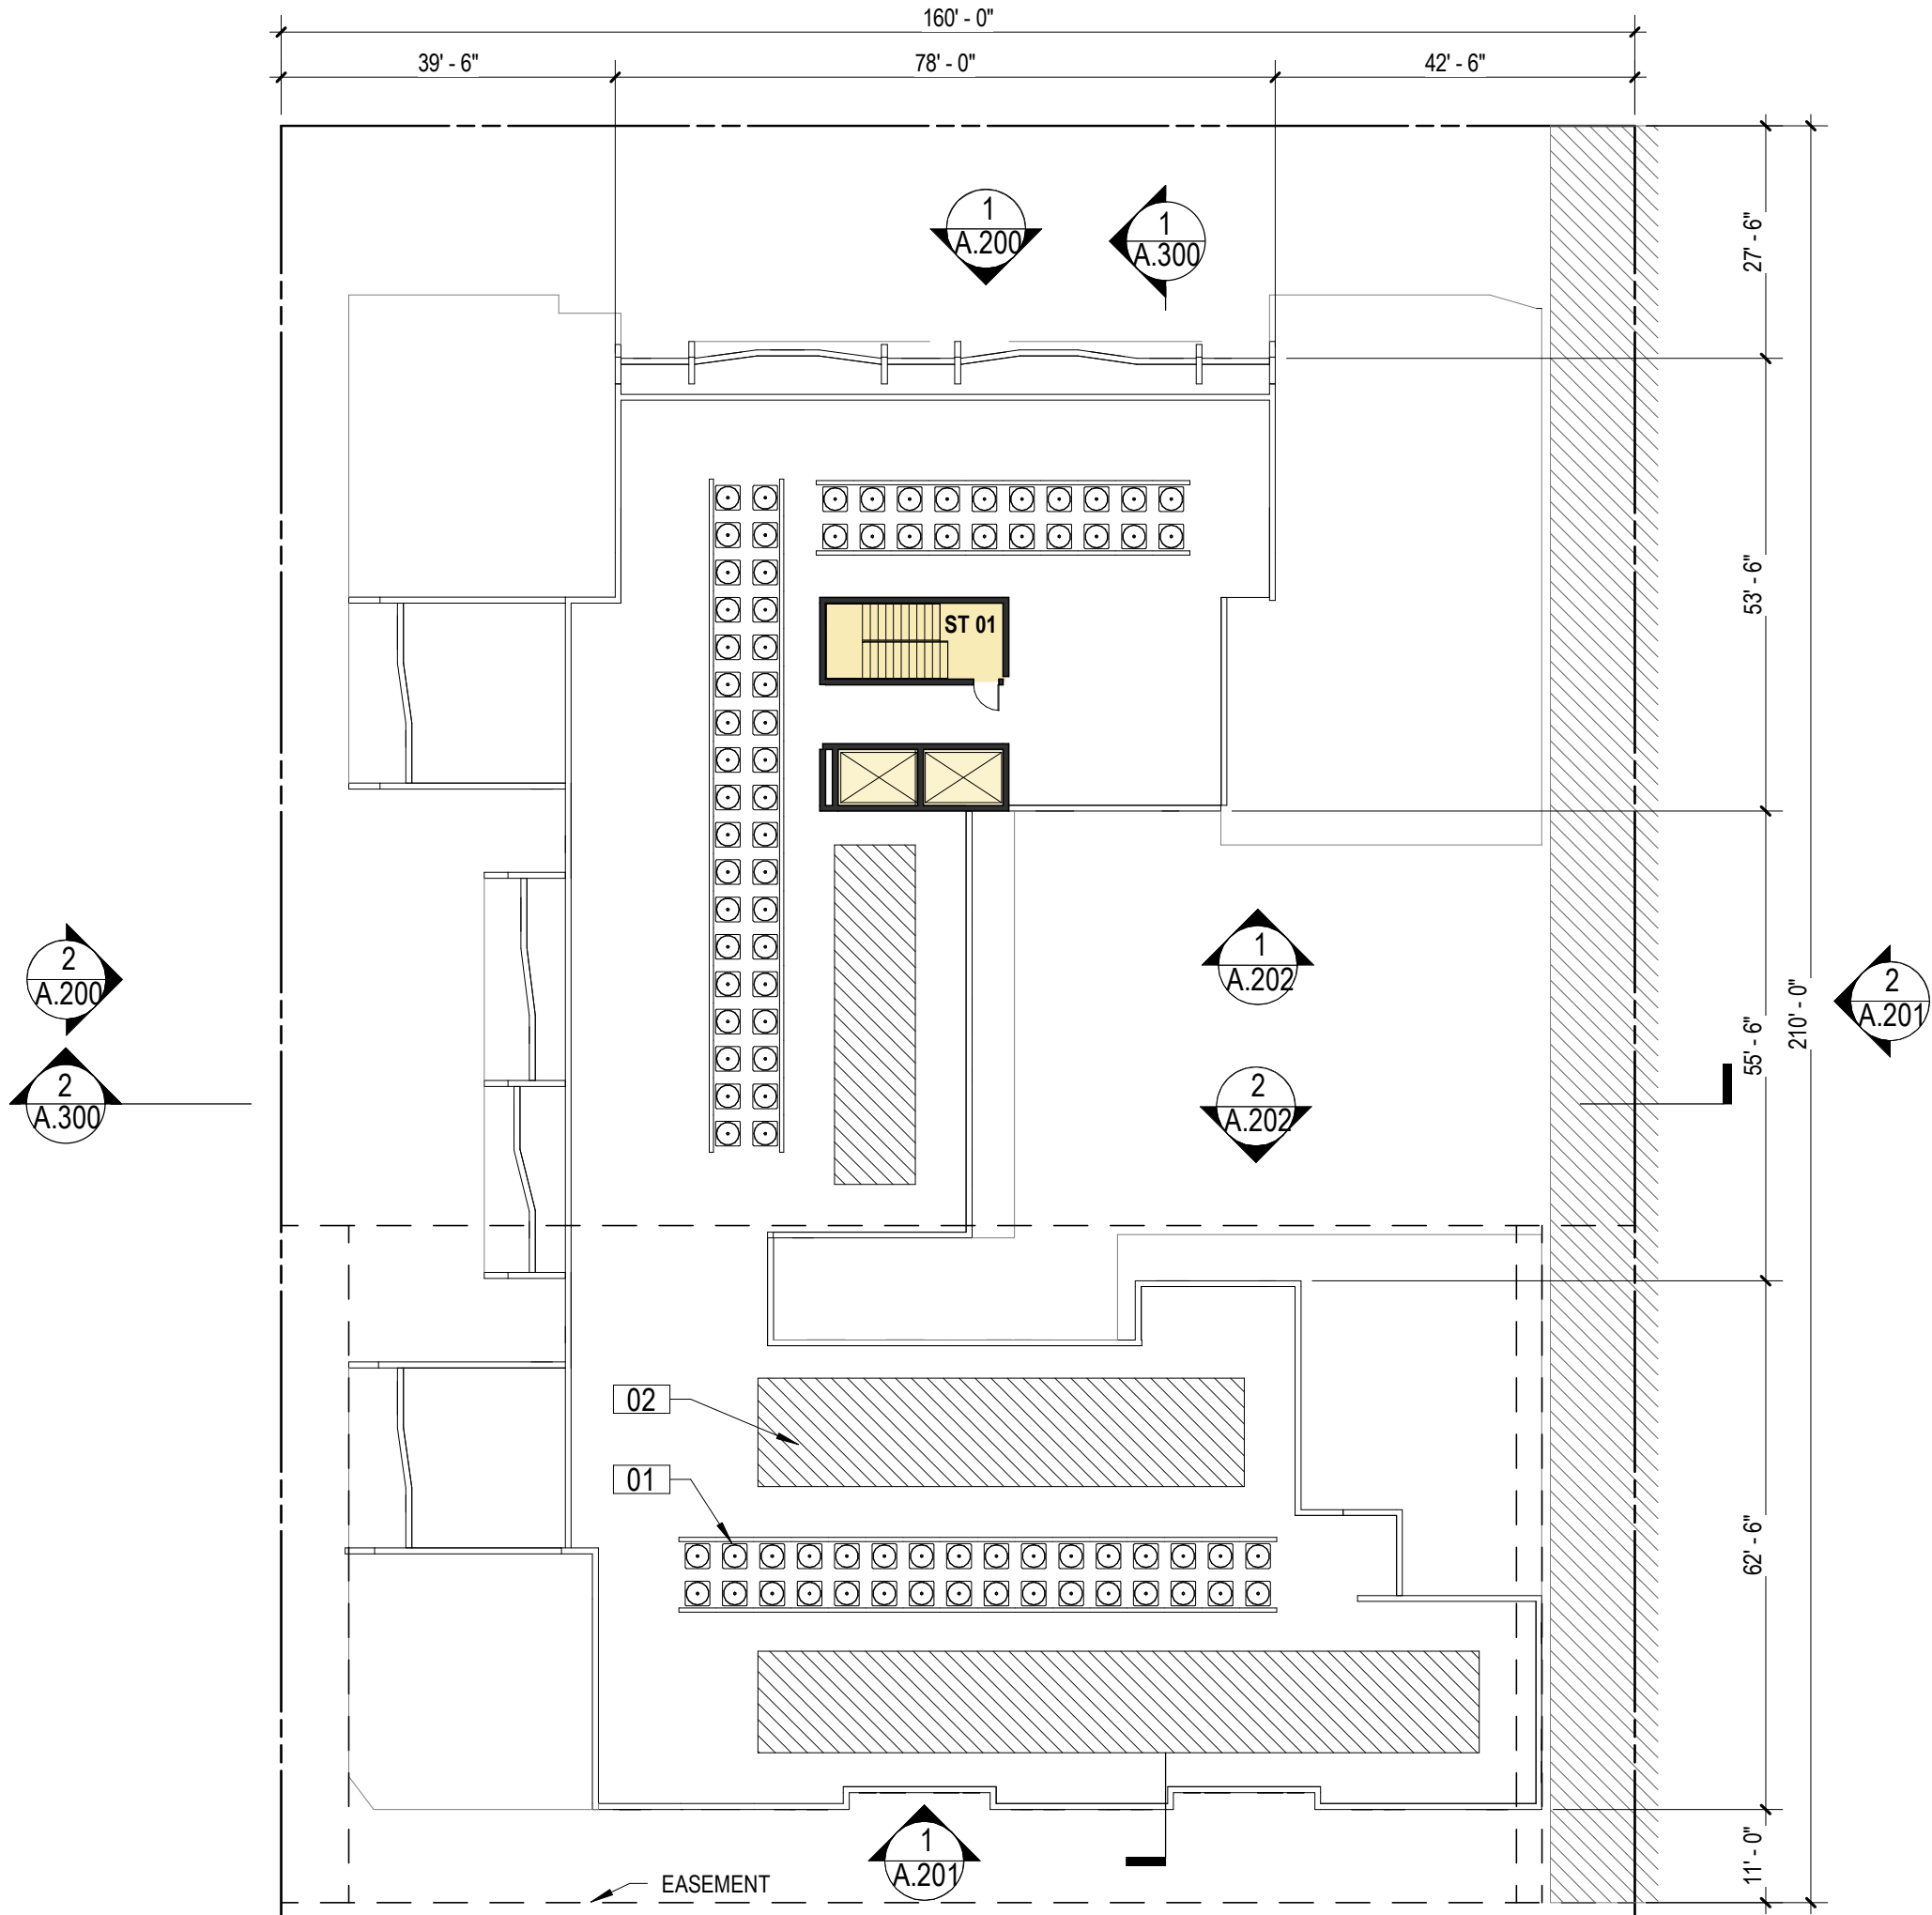 160' - 0"
39' - 6"
78' - 0"
42' - 6"
1
A.200
1
A.300
27' - 6"
53' - 6"
ST 01
2
A.200
1
A.202
2
A.201
210' - 0"
55' - 6"
2
A.300
2
A.202
02
01
62' - 6"
1
A.201
11' - 0"
EASEMENT